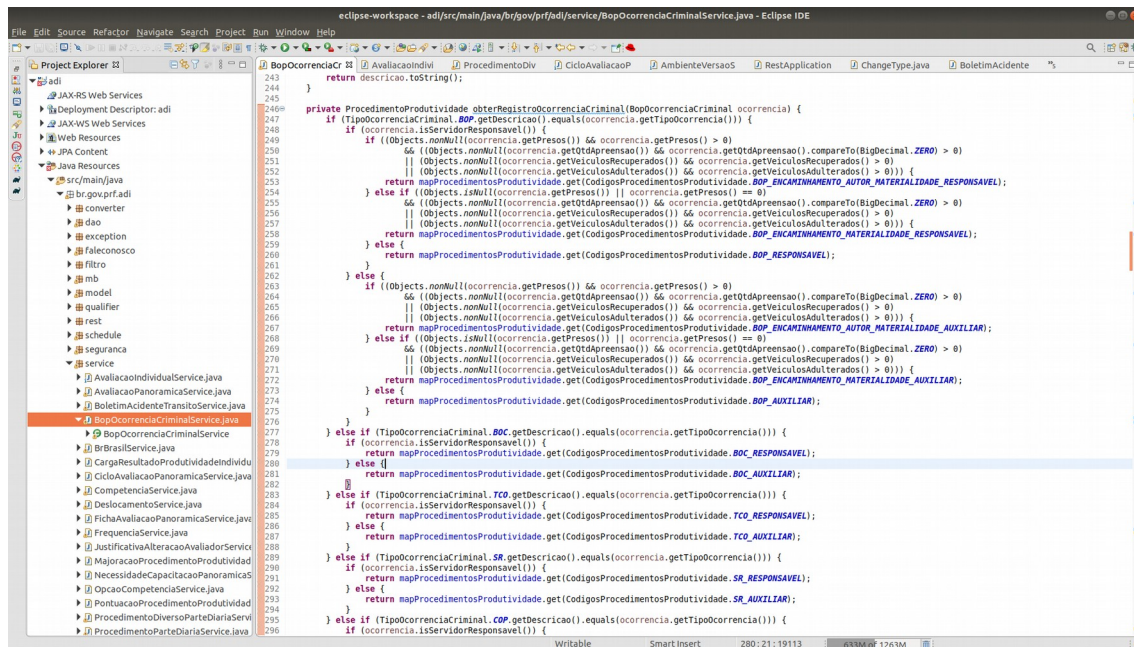 eclipse-workspace - adi/src/main/java/br/gov/prf/adi/service/BopOcorrenciaCriminalService.java - Eclipse IDE
File Edit Source Refactor Navigate Search Project Run Window Help
Project Explorer
BopOcorrenciaCr
AvaliacaoIndivi
ProcedimentoDiv
CicloAvaliacaoP
AmbienteVersaoS
RestApplication
ChangeType.java
BoletimAcidente
adi
JAX-RS Web Services
Deployment Descriptor: adi
JAX-WS Web Services
Web Resources
JPA Content
Java Resources
src/main/java
br.gov.prf.adi
converter
dao
exception
faleconosco
filtro
mb
model
qualifier
rest
schedule
seguranca
service
AvaliacaoIndividualService.java
AvaliacaoPanoramicaService.java
BoletimAcidenteTransitoService.java
BopOcorrenciaCriminalService.java
BopOcorrenciaCriminalService
BrBrasilService.java
CargaResultadoProdutividadeIndividu
CicloAvaliacaoPanoramicaService.java
CompetenciaService.java
DeslocamentoService.java
FichaAvaliacaoPanoramicaService.java
FrequenciaService.java
JustificativaAlteracaoAvaliadorService
MajoracaoProcedimentoProdutividad
NecessidadeCapacitacaoPanoramicaS
OpcaoCompetenciaService.java
PontuacaoProcedimentoProdutividad
ProcedimentoDiversoParteDiariaServi
ProcedimentoParteDiariaService.java
243 return descricao.toString();
244 }
245
246 private ProcedimentoProdutividade obterRegistroOcorrenciaCriminal(BopOcorrenciaCriminal ocorrencia) {
247 if (TipoOcorrenciaCriminal.BOP.getDescricao().equals(ocorrencia.getTipoOcorrencia())) {
248 if (ocorrencia.isServidorResponsavel()) {
249 if ((Objects.nonNull(ocorrencia.getPresos()) && ocorrencia.getPresos() > 0)
250 && ((Objects.nonNull(ocorrencia.getQtdApreensao()) && ocorrencia.getQtdApreensao().compareTo(BigDecimal.ZERO) > 0)
251 || (Objects.nonNull(ocorrencia.getVeiculosRecuperados()) && ocorrencia.getVeiculosRecuperados() > 0)
252 || (Objects.nonNull(ocorrencia.getVeiculosAdulterados()) && ocorrencia.getVeiculosAdulterados() > 0))) {
253 return mapProcedimentosProdutividade.get(CodigosProcedimentosProdutividade.BOP_ENCAMINHAMENTO_AUTOR_MATERIALIDADE_RESPONSAVEL);
254 } else if ((Objects.isNull(ocorrencia.getPresos()) || ocorrencia.getPresos() == 0)
255 && ((Objects.nonNull(ocorrencia.getQtdApreensao()) && ocorrencia.getQtdApreensao().compareTo(BigDecimal.ZERO) > 0)
256 || (Objects.nonNull(ocorrencia.getVeiculosRecuperados()) && ocorrencia.getVeiculosRecuperados() > 0)
257 || (Objects.nonNull(ocorrencia.getVeiculosAdulterados()) && ocorrencia.getVeiculosAdulterados() > 0))) {
258 return mapProcedimentosProdutividade.get(CodigosProcedimentosProdutividade.BOP_ENCAMINHAMENTO_MATERIALIDADE_RESPONSAVEL);
259 } else {
260 return mapProcedimentosProdutividade.get(CodigosProcedimentosProdutividade.BOP_RESPONSAVEL);
261 }
262 } else {
263 if ((Objects.nonNull(ocorrencia.getPresos()) && ocorrencia.getPresos() > 0)
264 && ((Objects.nonNull(ocorrencia.getQtdApreensao()) && ocorrencia.getQtdApreensao().compareTo(BigDecimal.ZERO) > 0)
265 || (Objects.nonNull(ocorrencia.getVeiculosRecuperados()) && ocorrencia.getVeiculosRecuperados() > 0)
266 || (Objects.nonNull(ocorrencia.getVeiculosAdulterados()) && ocorrencia.getVeiculosAdulterados() > 0))) {
267 return mapProcedimentosProdutividade.get(CodigosProcedimentosProdutividade.BOP_ENCAMINHAMENTO_AUTOR_MATERIALIDADE_AUXILIAR);
268 } else if ((Objects.isNull(ocorrencia.getPresos()) || ocorrencia.getPresos() == 0)
269 && ((Objects.nonNull(ocorrencia.getQtdApreensao()) && ocorrencia.getQtdApreensao().compareTo(BigDecimal.ZERO) > 0)
270 || (Objects.nonNull(ocorrencia.getVeiculosRecuperados()) && ocorrencia.getVeiculosRecuperados() > 0)
271 || (Objects.nonNull(ocorrencia.getVeiculosAdulterados()) && ocorrencia.getVeiculosAdulterados() > 0))) {
272 return mapProcedimentosProdutividade.get(CodigosProcedimentosProdutividade.BOP_ENCAMINHAMENTO_MATERIALIDADE_AUXILIAR);
273 } else {
274 return mapProcedimentosProdutividade.get(CodigosProcedimentosProdutividade.BOP_AUXILIAR);
275 }
276 }
277 } else if (TipoOcorrenciaCriminal.BOC.getDescricao().equals(ocorrencia.getTipoOcorrencia())) {
278 if (ocorrencia.isServidorResponsavel()) {
279 return mapProcedimentosProdutividade.get(CodigosProcedimentosProdutividade.BOC_RESPONSAVEL);
280 } else {
281 return mapProcedimentosProdutividade.get(CodigosProcedimentosProdutividade.BOC_AUXILIAR);
282 }
283 } else if (TipoOcorrenciaCriminal.TCO.getDescricao().equals(ocorrencia.getTipoOcorrencia())) {
284 if (ocorrencia.isServidorResponsavel()) {
285 return mapProcedimentosProdutividade.get(CodigosProcedimentosProdutividade.TCO_RESPONSAVEL);
286 } else {
287 return mapProcedimentosProdutividade.get(CodigosProcedimentosProdutividade.TCO_AUXILIAR);
288 }
289 } else if (TipoOcorrenciaCriminal.SR.getDescricao().equals(ocorrencia.getTipoOcorrencia())) {
290 if (ocorrencia.isServidorResponsavel()) {
291 return mapProcedimentosProdutividade.get(CodigosProcedimentosProdutividade.SR_RESPONSAVEL);
292 } else {
293 return mapProcedimentosProdutividade.get(CodigosProcedimentosProdutividade.SR_AUXILIAR);
294 }
295 } else if (TipoOcorrenciaCriminal.COP.getDescricao().equals(ocorrencia.getTipoOcorrencia())) {
296 if (ocorrencia.isServidorResponsavel()) {
Writable Smart Insert 280 : 21 : 19113 633M of 1263M